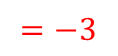 = −3